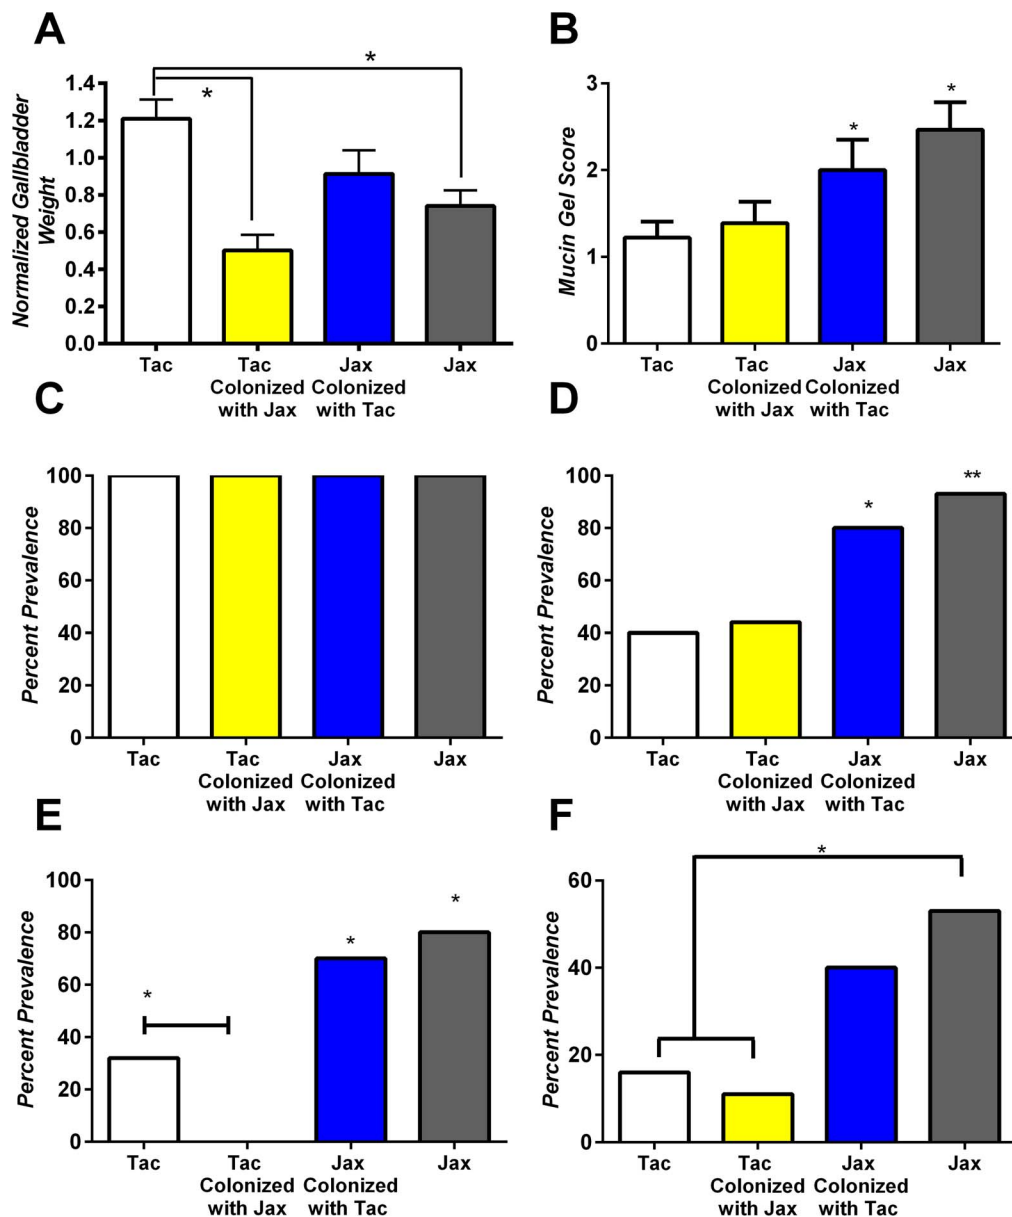 A
Normalized Gallbladder
Weight
1.4
1.2
1.0
0.8
0.6
0.4
0.2
0.0
*
*
Tac
Tac
Colonized
with Jax
Jax
Colonized
with Tac
Jax
B
Mucin Gel Score
3
2
1
0
*
*
Tac
Tac
Colonized
with Jax
Jax
Colonized
with Tac
Jax
C
Percent Prevalence
100
80
60
40
20
0
Tac
Tac
Colonized
with Jax
Jax
Colonized
with Tac
Jax
D
Percent Prevalence
100
80
60
40
20
0
*
**
Tac
Tac
Colonized
with Jax
Jax
Colonized
with Tac
Jax
E
Percent Prevalence
100
80
60
40
20
0
*
*
*
Tac
Tac
Colonized
with Jax
Jax
Colonized
with Tac
Jax
F
Percent Prevalence
60
40
20
0
*
Tac
Tac
Colonized
with Jax
Jax
Colonized
with Tac
Jax